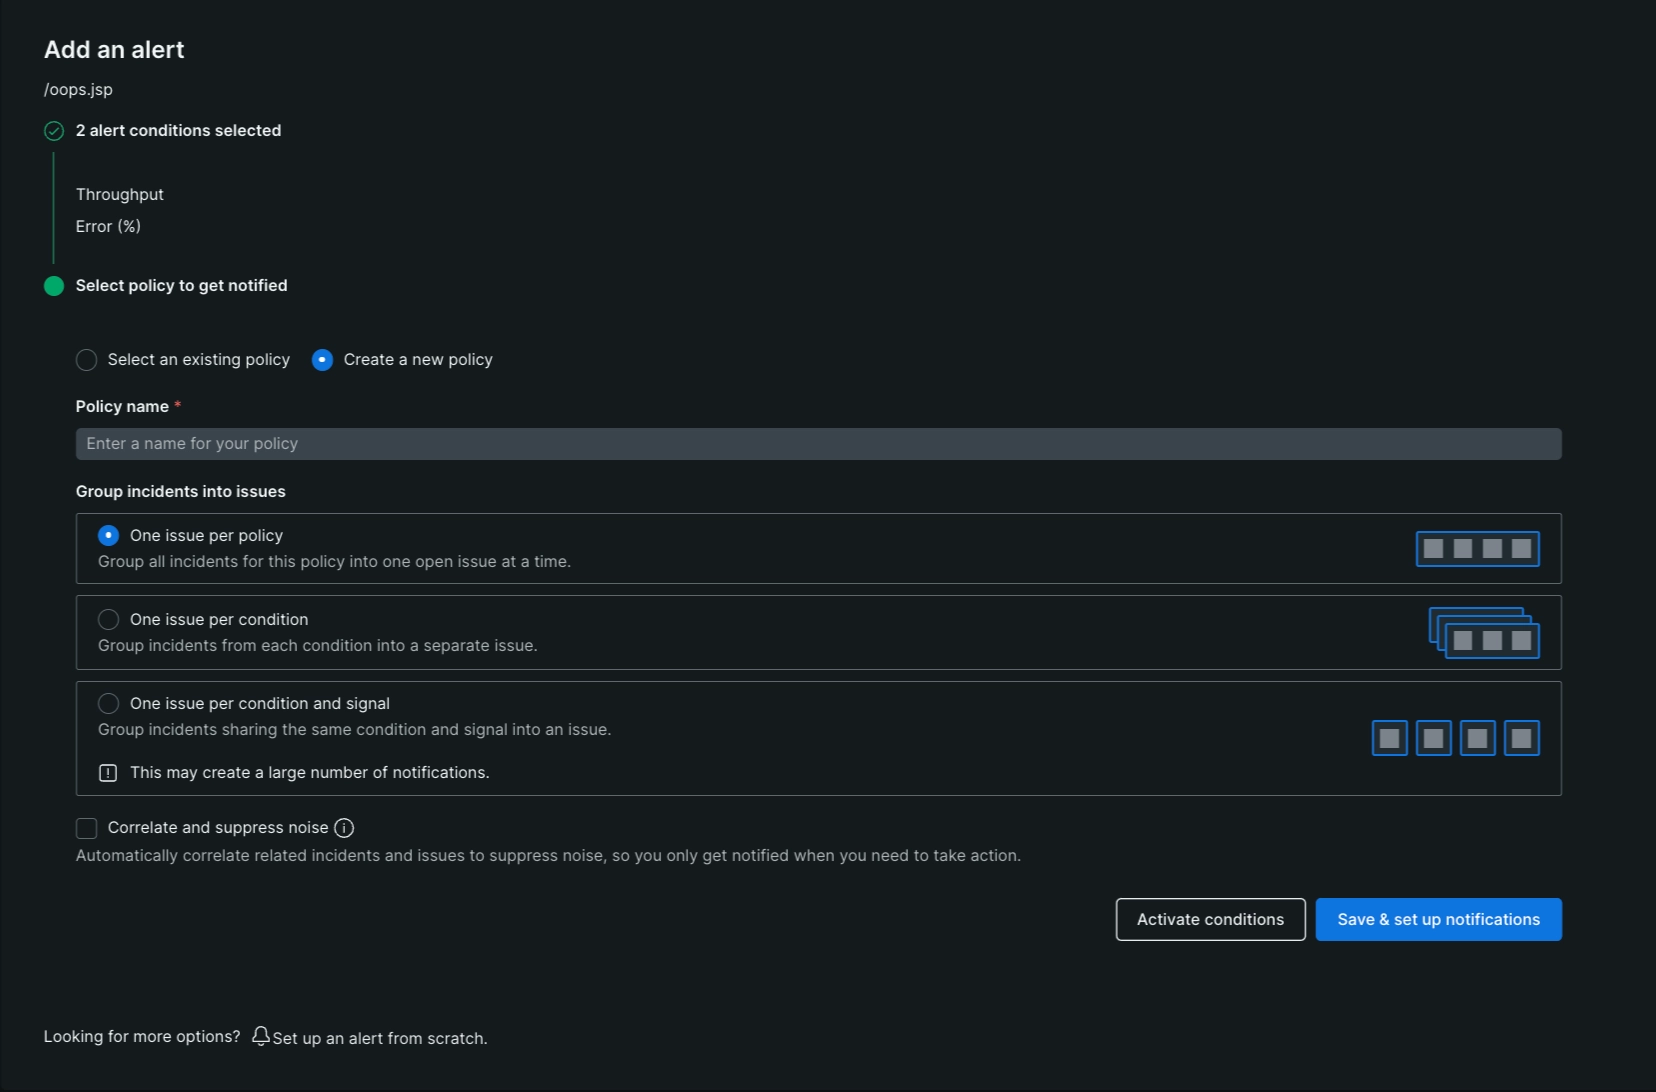 Add an alert
/oops.jsp
2 alert conditions selected
Throughput
Error (%)
Select policy to get notified
Select an existing policy
Create a new policy
Policy name *
Enter a name for your policy
Group incidents into issues
One issue per policy
Group all incidents for this policy into one open issue at a time.
One issue per condition
Group incidents from each condition into a separate issue.
One issue per condition and signal
Group incidents sharing the same condition and signal into an issue.
This may create a large number of notifications.
Correlate and suppress noise
Automatically correlate related incidents and issues to suppress noise, so you only get notified when you need to take action.
Activate conditions
Save & set up notifications
Looking for more options? Set up an alert from scratch.